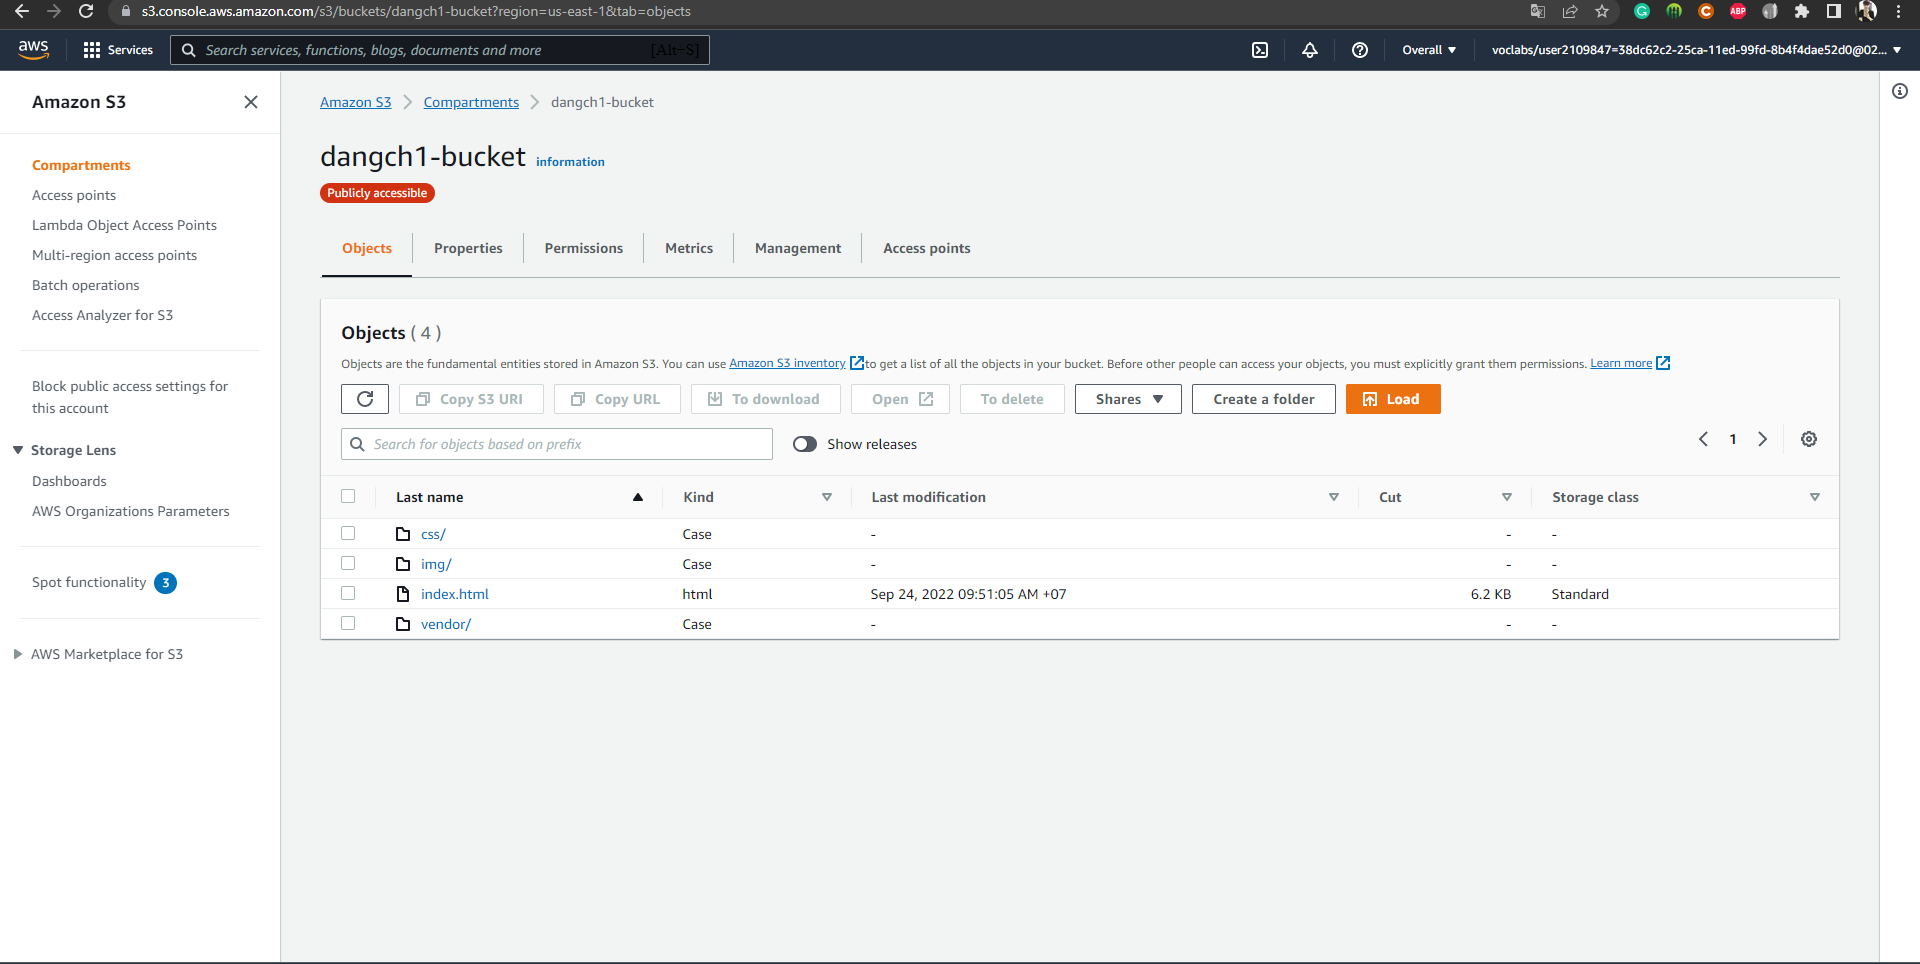 s3.console.aws.amazon.com/s3/buckets/dangch1-bucket?region=us-east-1&tab=objects
ABP
aws
Services
Search services, functions, blogs, documents and more [Alt+S]
Overall
voclabs/user2109847=38dc62c2-25ca-11ed-99fd-8b4f4dae52d0@02...
Amazon S3
Compartments
Access points
Lambda Object Access Points
Multi-region access points
Batch operations
Access Analyzer for S3
Block public access settings for
this account
Storage Lens
Dashboards
AWS Organizations Parameters
Spot functionality 3
AWS Marketplace for S3
Amazon S3 > Compartments > dangch1-bucket
dangch1-bucket information
Publicly accessible
Objects Properties Permissions Metrics Management Access points
Objects ( 4 )
Objects are the fundamental entities stored in Amazon S3. You can use Amazon S3 inventory to get a list of all the objects in your bucket. Before other people can access your objects, you must explicitly grant them permissions. Learn more
Copy S3 URI Copy URL To download Open To delete Shares Create a folder Load
Search for objects based on prefix Show releases 1
Last name Kind Last modification Cut Storage class
css/ Case - - -
img/ Case - - -
index.html html Sep 24, 2022 09:51:05 AM +07 6.2 KB Standard
vendor/ Case - - -